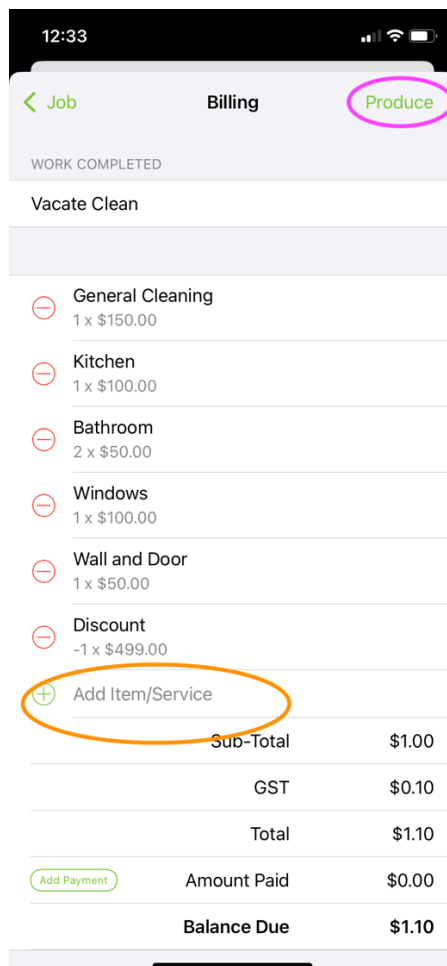 12:33
Job Billing Produce
WORK COMPLETED
Vacate Clean
General Cleaning
1 x $150.00
Kitchen
1 x $100.00
Bathroom
2 x $50.00
Windows
1 x $100.00
Wall and Door
1 x $50.00
Discount
-1 x $499.00
Add Item/Service
Sub-Total $1.00
GST $0.10
Total $1.10
Add Payment Amount Paid $0.00
Balance Due $1.10